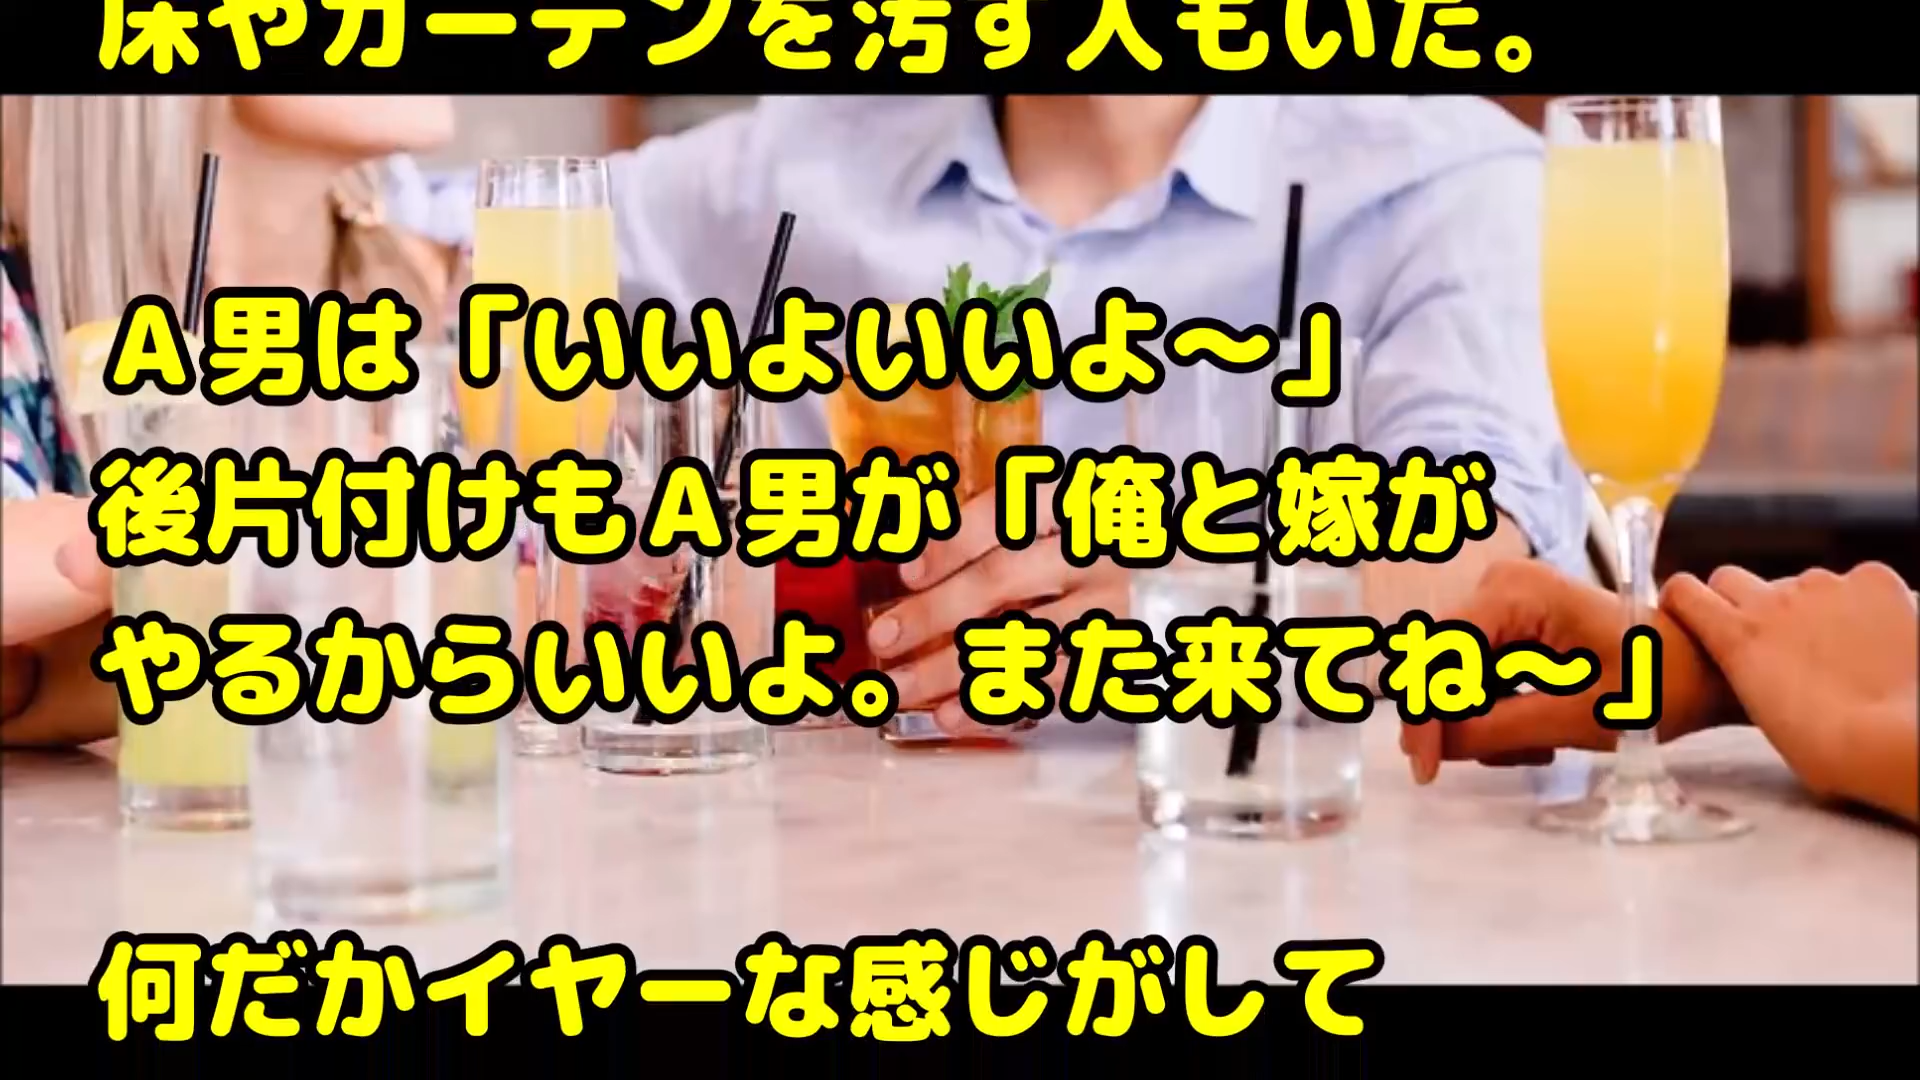 床やカーテンを汚す人もいた。
Ａ男は「いいよいいよ～」
後片付けもＡ男が「俺と嫁が
やるからいいよ。また来てね～」
何だかイヤーな感じがして